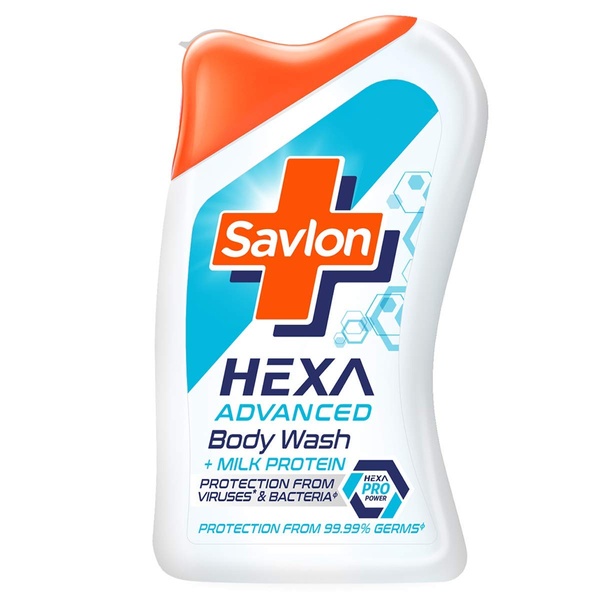 Savlon
HEXA
ADVANCED
Body Wash
+ MILK PROTEIN
PROTECTION FROM
VIRUSES* & BACTERIA◊
HEXA
PRO
POWER
PROTECTION FROM 99.99% GERMS◊